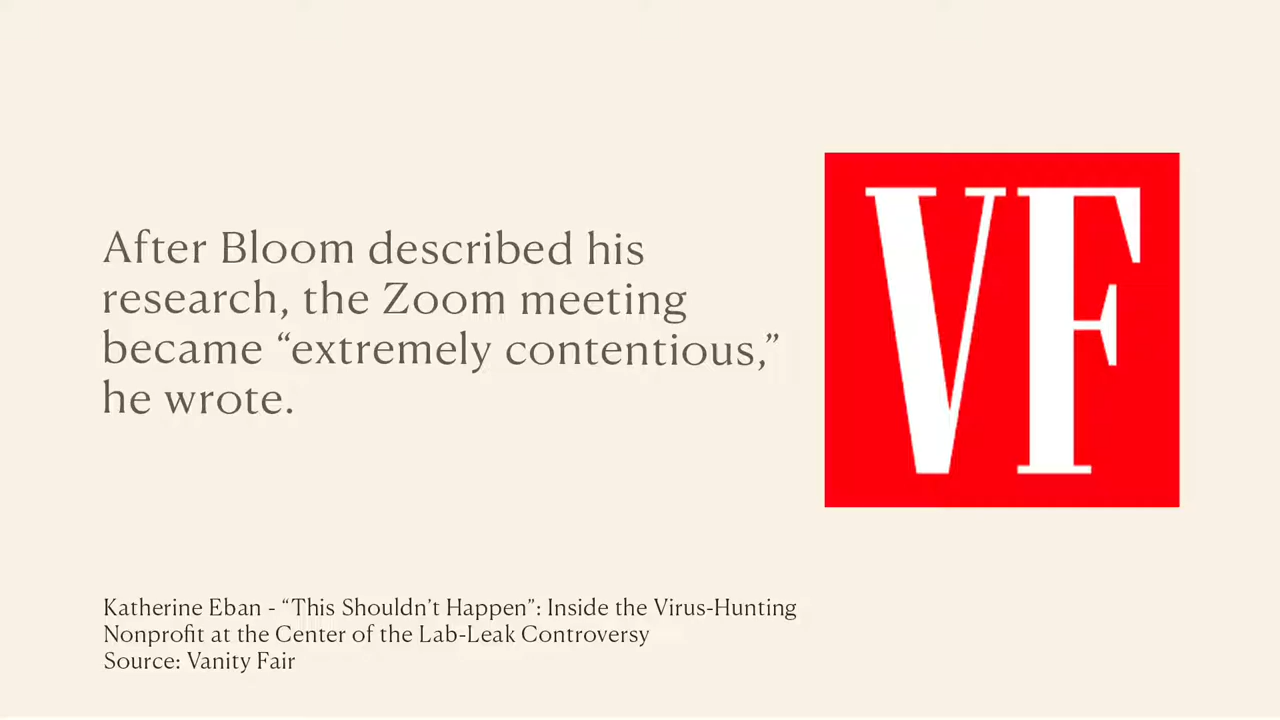 After Bloom described his
research, the Zoom meeting
became “extremely contentious,”
he wrote.
VF
Katherine Eban - “This Shouldn’t Happen”: Inside the Virus-Hunting
Nonprofit at the Center of the Lab-Leak Controversy
Source: Vanity Fair